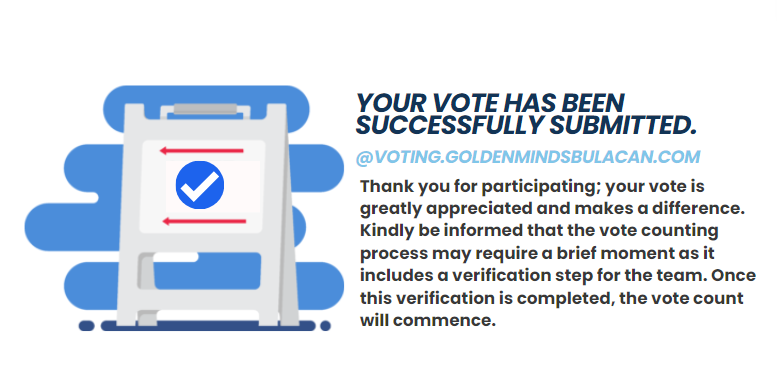 YOUR VOTE HAS BEEN
SUCCESSFULLY SUBMITTED.
@VOTING.GOLDENMINDSBULACAN.COM
Thank you for participating; your vote is
greatly appreciated and makes a difference.
Kindly be informed that the vote counting
process may require a brief moment as it
includes a verification step for the team. Once
this verification is completed, the vote count
will commence.